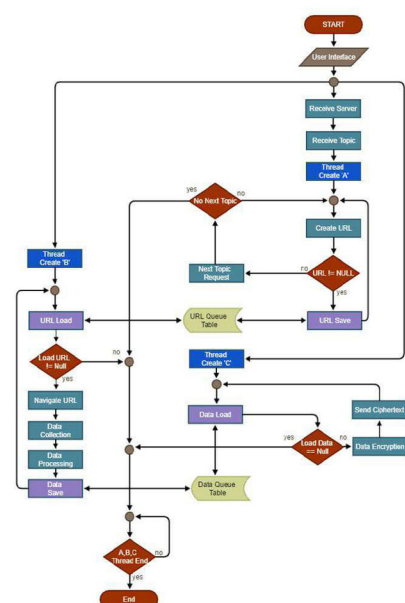 START
User Interface
Receive Server
Receive Topic
Thread
Create 'A'
yes
No Next Topic
no
Create URL
Thread
Create 'B'
Next Topic
Request
no
URL != NULL
yes
URL Load
URL Queue
Table
URL Save
Load URL
!= Null
no
yes
Thread
Create 'C'
Navigate URL
Data
Collection
Data
Processing
Data
Save
Data Load
Send Ciphertext
yes
Load Data
== Null
no
Data Encryption
Data Queue
Table
A,B,C
Thread End
no
yes
End